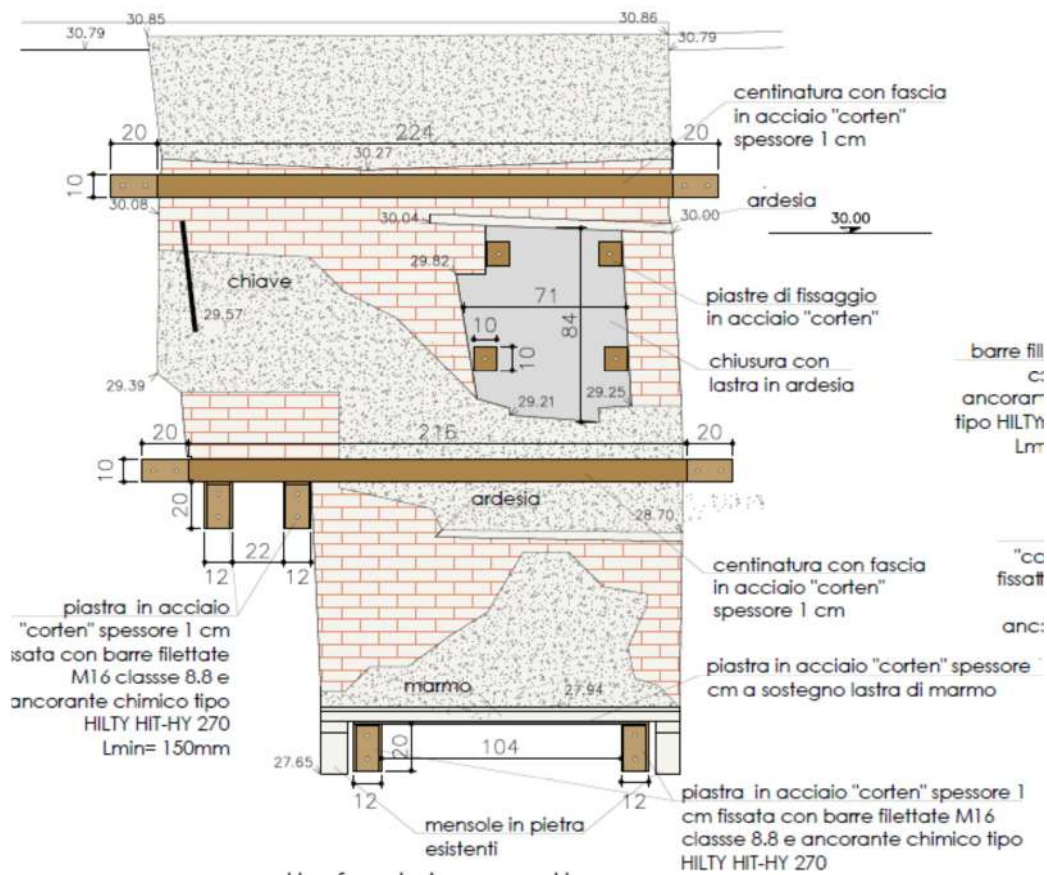 30.85
30.86
30.79
30.79
centinatura con fascia
in acciaio "corten"
spessore 1 cm
20
224
20
30.27
10
ardesia
30.08
30.04
30.00
30.00
29.82
chiave
piastre di fissaggio
in acciaio "corten"
71
84
29.57
10
10
chiusura con
lastra in ardesia
barre fil
29.39
29.21
29.25
ancorar
tipo HILTY
20
216
20
10
ardesia
20
28.70
22
12
12
centinatura con fascia
in acciaio "corten"
spessore 1 cm
fissat
piastra in acciaio
"corten" spessore 1 cm
ssata con barre filettate
M16 classse 8.8 e
ancorante chimico tipo
HILTY HIT-HY 270
Lmin= 150mm
marmo
27.94
piastra in acciaio "corten" spessore
cm a sostegno lastra di marmo
20
104
27.65
12
12
mensole in pietra
esistenti
piastra in acciaio "corten" spessore 1
cm fissata con barre filettate M16
classse 8.8 e ancorante chimico tipo
HILTY HIT-HY 270